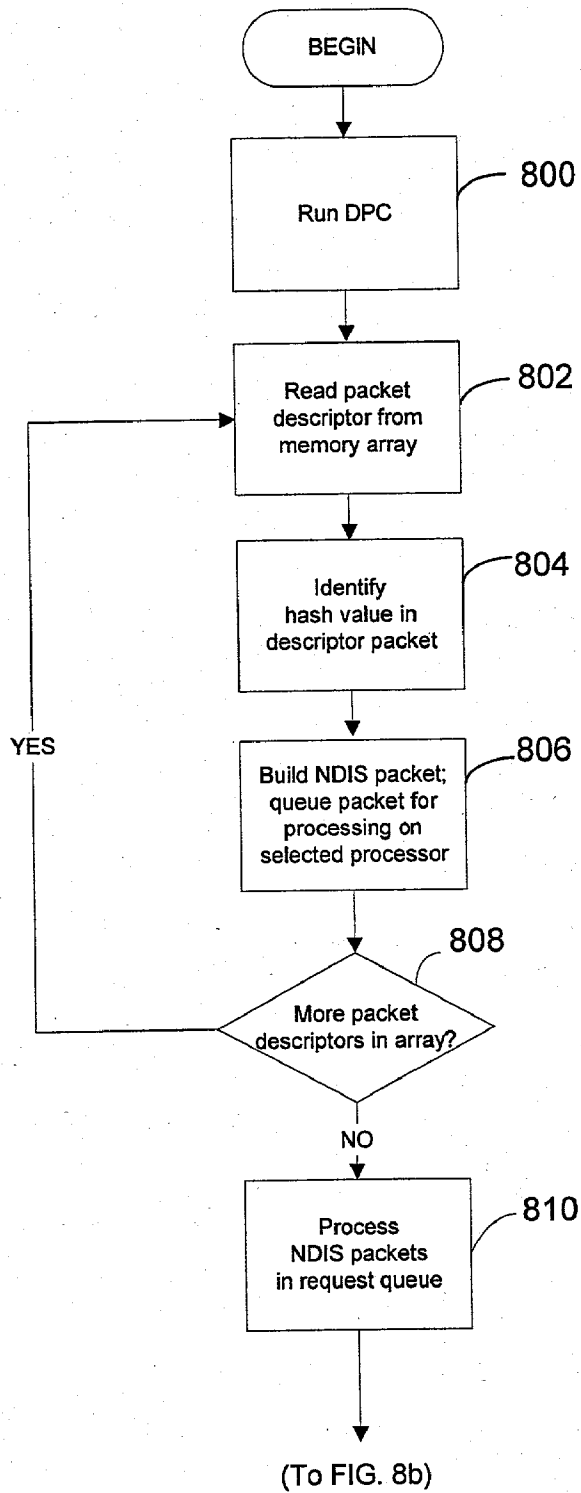 BEGIN
800
Run DPC
802
Read packet
descriptor from
memory array
804
Identify
hash value in
descriptor packet
YES
806
Build NDIS packet;
queue packet for
processing on
selected processor
808
More packet
descriptors in array?
NO
810
Process
NDIS packets
in request queue
(To FIG. 8b)